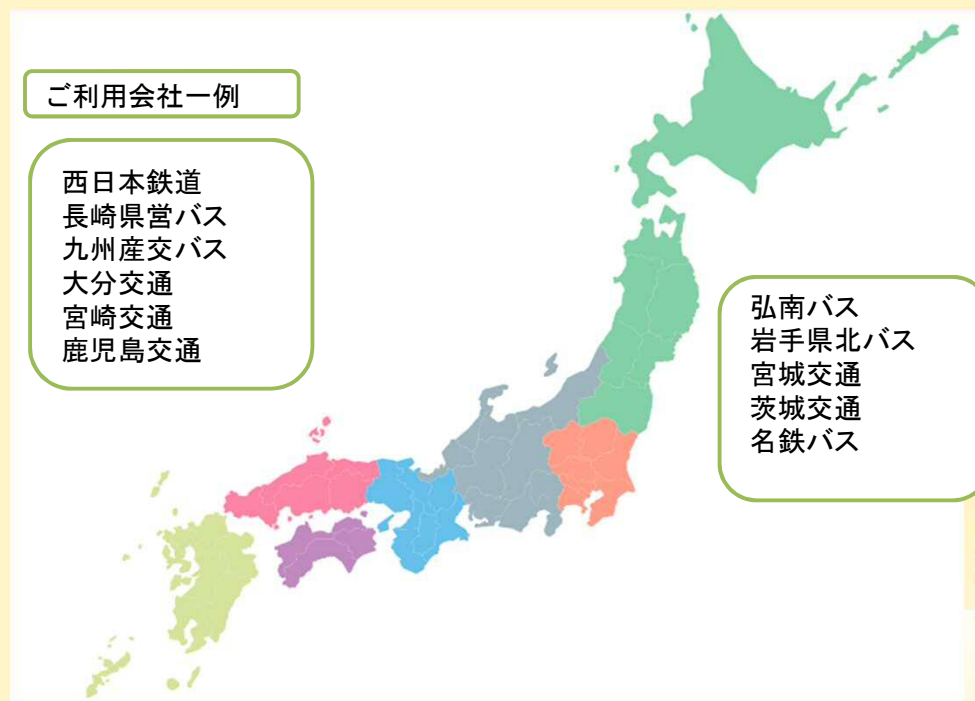 ご利用会社一例
西日本鉄道
長崎県営バス
九州産交バス
大分交通
宮崎交通
鹿児島交通
弘南バス
岩手県北バス
宮城交通
茨城交通
名鉄バス